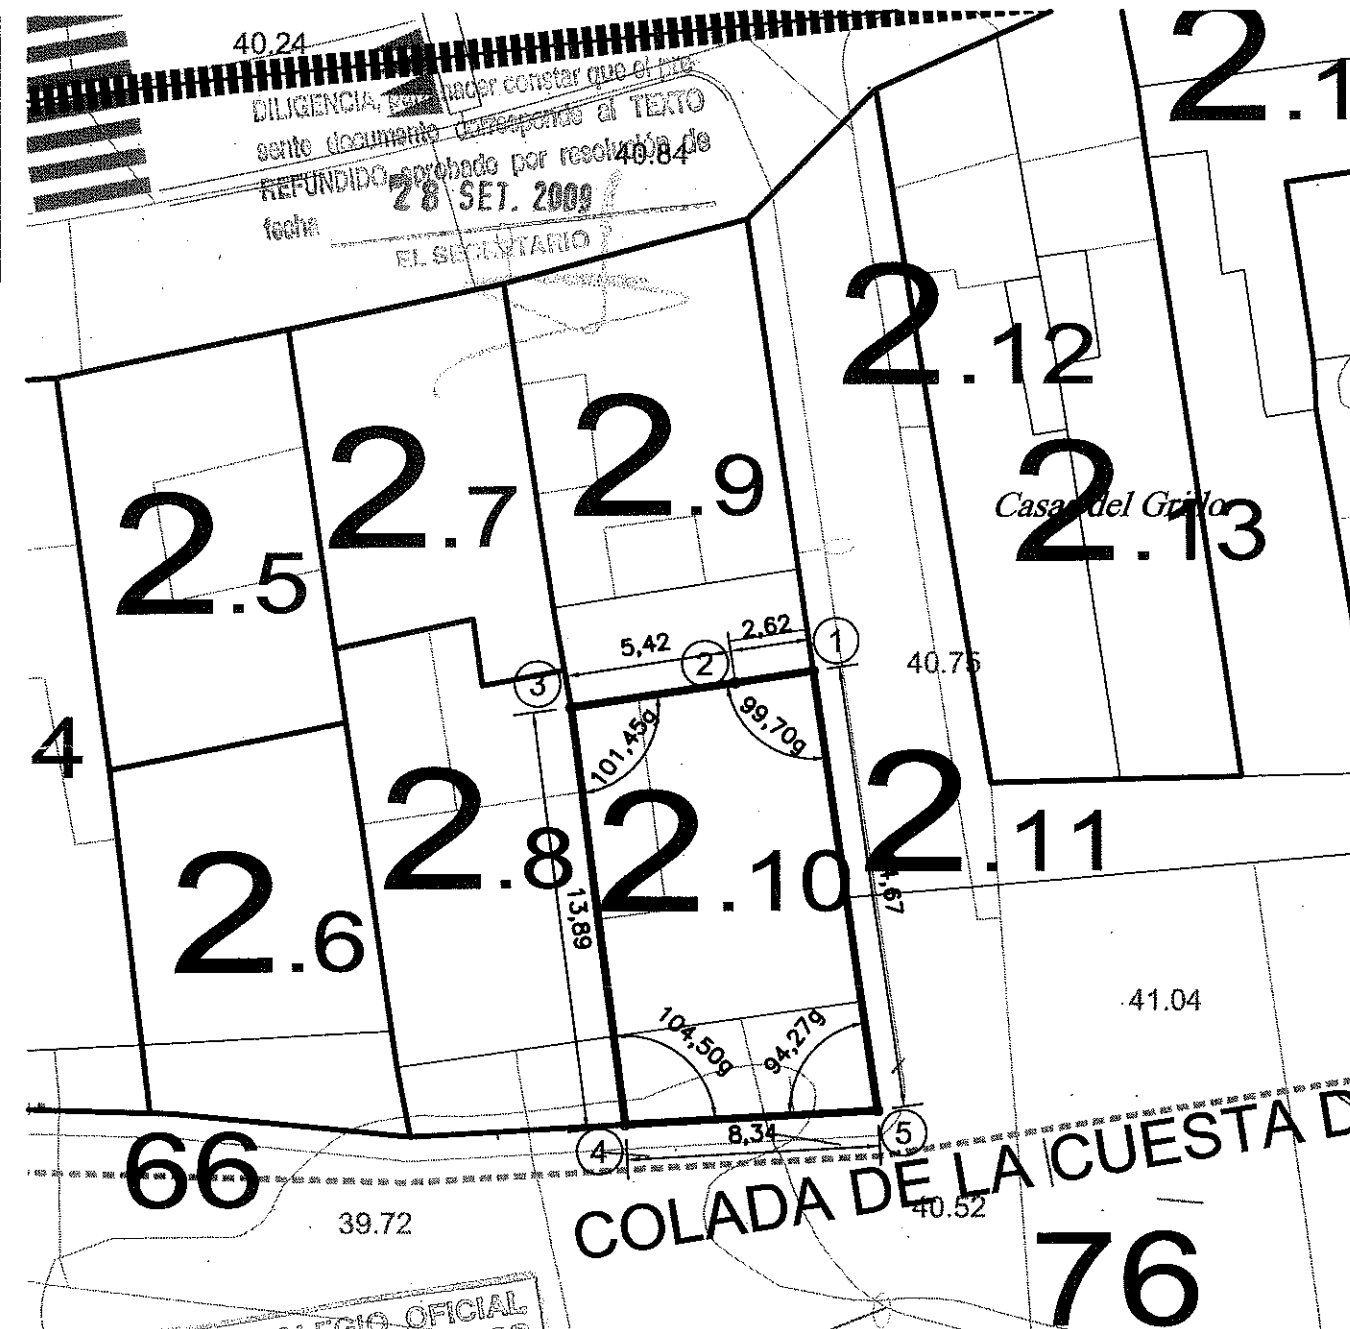 40.24
DILIGENCIA, hacer constar que el pre-
sente documento corresponde al TEXTO
REFUNDIDO aprobado por resolución de
40.84
fecha 28 SET. 2009
EL SECRETARIO
2.1
2.12
2.9
2.7
2.5
Casas del Grillo
2.13
2,62
5,42
1
2
3
40.75
99,70g
101,45g
4
2.8
2.10
2.11
13,89
4,67
2.6
41.04
104,50g
94,27g
8,34
4
5
66
COLADA DE LA CUESTA D
39.72
40.52
76
OFICIAL